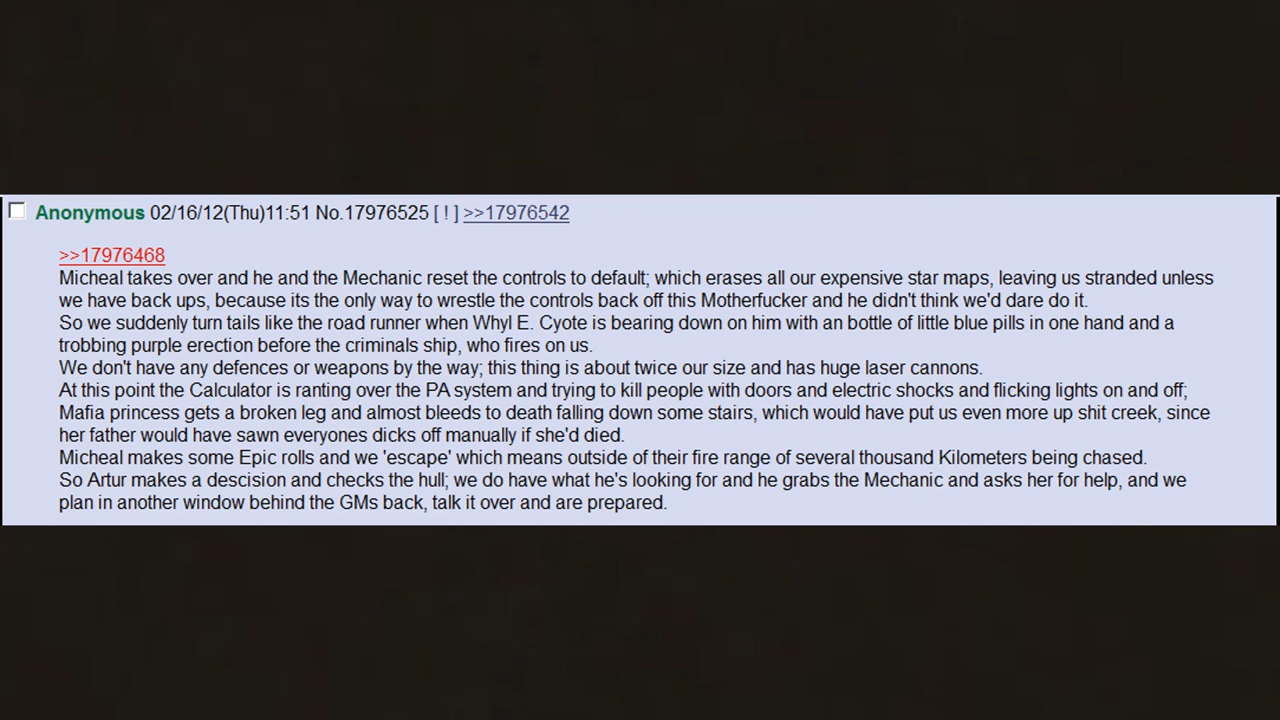 Anonymous 02/16/12(Thu)11:51 No.17976525 [ ! ] >>17976542
>>17976468
Micheal takes over and he and the Mechanic reset the controls to default; which erases all our expensive star maps, leaving us stranded unless
we have back ups, because its the only way to wrestle the controls back off this Motherfucker and he didn't think we'd dare do it.
So we suddenly turn tails like the road runner when Whyl E. Cyote is bearing down on him with an bottle of little blue pills in one hand and a
trobbing purple erection before the criminals ship, who fires on us.
We don't have any defences or weapons by the way; this thing is about twice our size and has huge laser cannons.
At this point the Calculator is ranting over the PA system and trying to kill people with doors and electric shocks and flicking lights on and off;
Mafia princess gets a broken leg and almost bleeds to death falling down some stairs, which would have put us even more up shit creek, since
her father would have sawn everyones dicks off manually if she'd died.
Micheal makes some Epic rolls and we 'escape' which means outside of their fire range of several thousand Kilometers being chased.
So Artur makes a descision and checks the hull; we do have what he's looking for and he grabs the Mechanic and asks her for help, and we
plan in another window behind the GMs back, talk it over and are prepared.